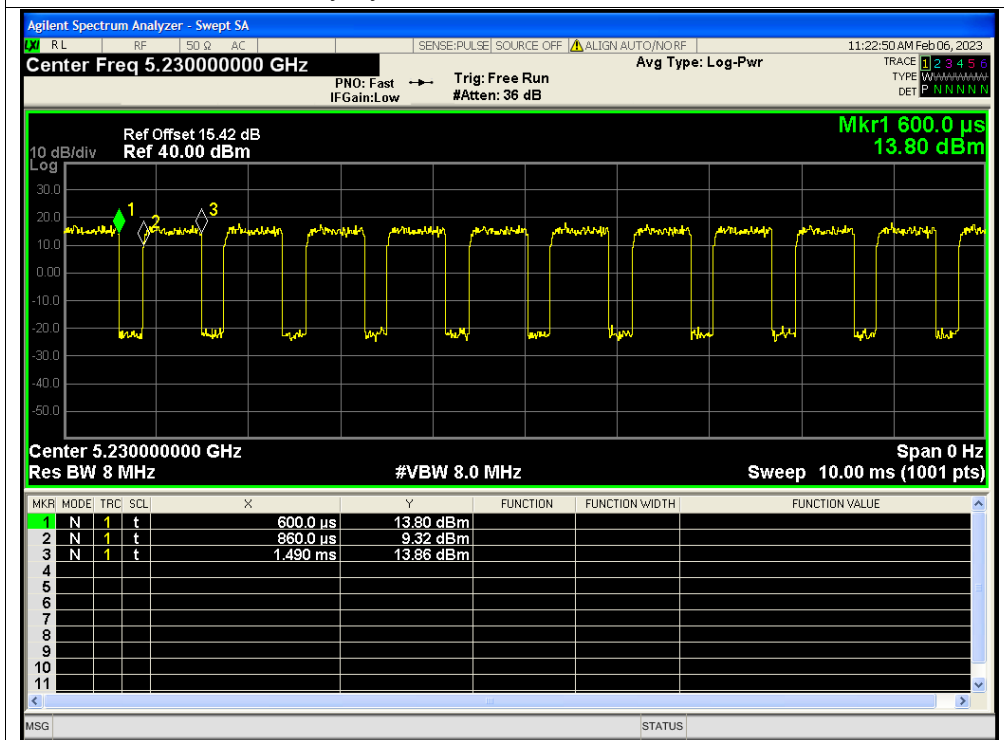 Agilent Spectrum Analyzer - Swept SA
LXI RL RF 50 Ω AC SENSE:PULSE SOURCE OFF ALIGN AUTO/NO RF 11:22:50 AM Feb 06, 2023
Center Freq 5.230000000 GHz Avg Type: Log-Pwr TRACE 1 2 3 4 5 6
PNO: Fast Trig: Free Run TYPE WWWWWW
IFGain:Low #Atten: 36 dB DET P N N N N N
Mkr1 600.0 µs
Ref Offset 15.42 dB
10 dB/div Ref 40.00 dBm 13.80 dBm
Log
30.0
20.0
10.0
0.00
-10.0
-20.0
-30.0
-40.0
-50.0
1
2
3
Center 5.230000000 GHz Span 0 Hz
Res BW 8 MHz #VBW 8.0 MHz Sweep 10.00 ms (1001 pts)
MKR MODE TRC SCL X Y FUNCTION FUNCTION WIDTH FUNCTION VALUE
1 N 1 t 600.0 µs 13.80 dBm
2 N 1 t 860.0 µs 9.32 dBm
3 N 1 t 1.490 ms 13.86 dBm
4
5
6
7
8
9
10
11
MSG STATUS